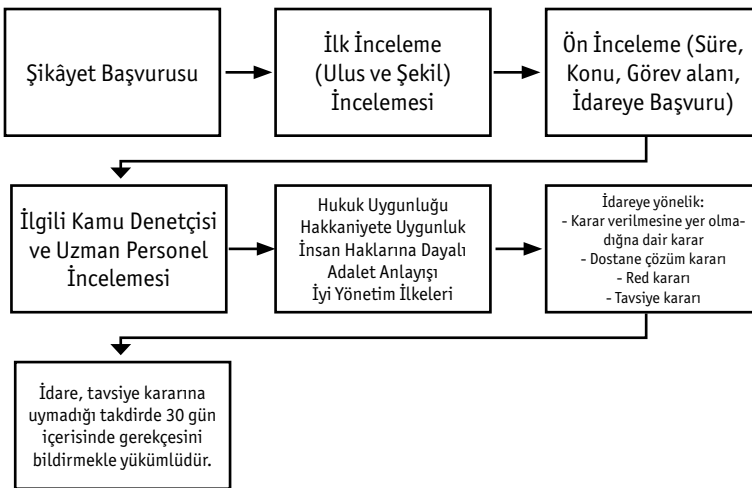 Şikâyet Başvurusu
İlk İnceleme
(Ulus ve Şekil)
İncelemesi
Ön İnceleme (Süre,
Konu, Görev alanı,
İdareye Başvuru)
İlgili Kamu Denetçisi
ve Uzman Personel
İncelemesi
Hukuk Uygunluğu
Hakkaniyete Uygunluk
İnsan Haklarına Dayalı
Adalet Anlayışı
İyi Yönetim İlkeleri
İdareye yönelik:
- Karar verilmesine yer olma-
dığna dair karar
- Dostane çözüm kararı
- Red kararı
- Tavsiye kararı
İdare, tavsiye kararına
uymadığı takdirde 30 gün
içerisinde gerekçesini
bildirmekle yükümlüdür.